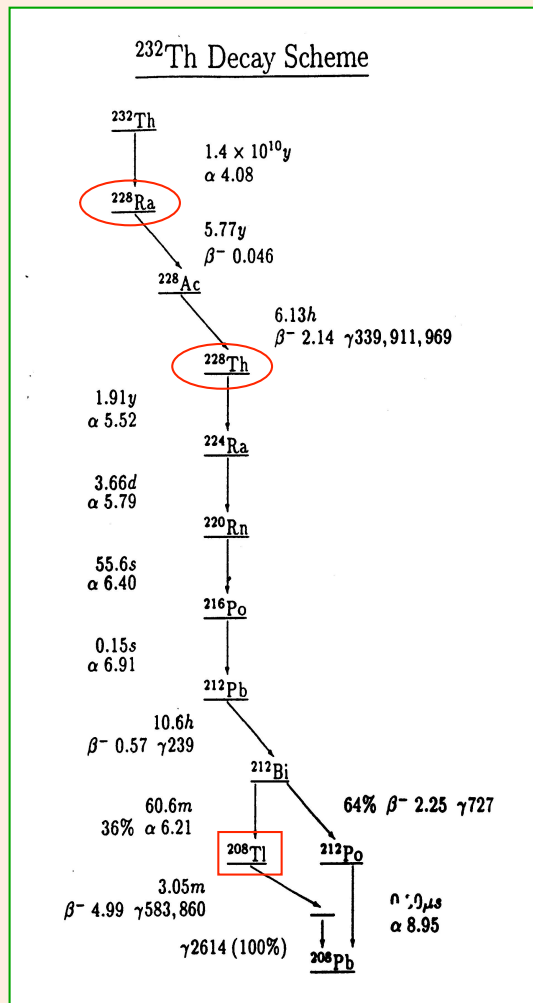 ²³²Th Decay Scheme
²³²Th
1.4 × 10¹⁰y
α 4.08
²²⁸Ra
5.77y
β⁻ 0.046
²²⁸Ac
6.13h
β⁻ 2.14 γ339,911,969
²²⁸Th
1.91y
α 5.52
²²⁴Ra
3.66d
α 5.79
²²⁰Rn
55.6s
α 6.40
²¹⁶Po
0.15s
α 6.91
²¹²Pb
10.6h
β⁻ 0.57 γ239
²¹²Bi
60.6m
36% α 6.21
64% β⁻ 2.25 γ727
²⁰⁸Tl
²¹²Po
3.05m
β⁻ 4.99 γ583,860
μs
α 8.95
γ2614 (100%)
²⁰⁸Pb